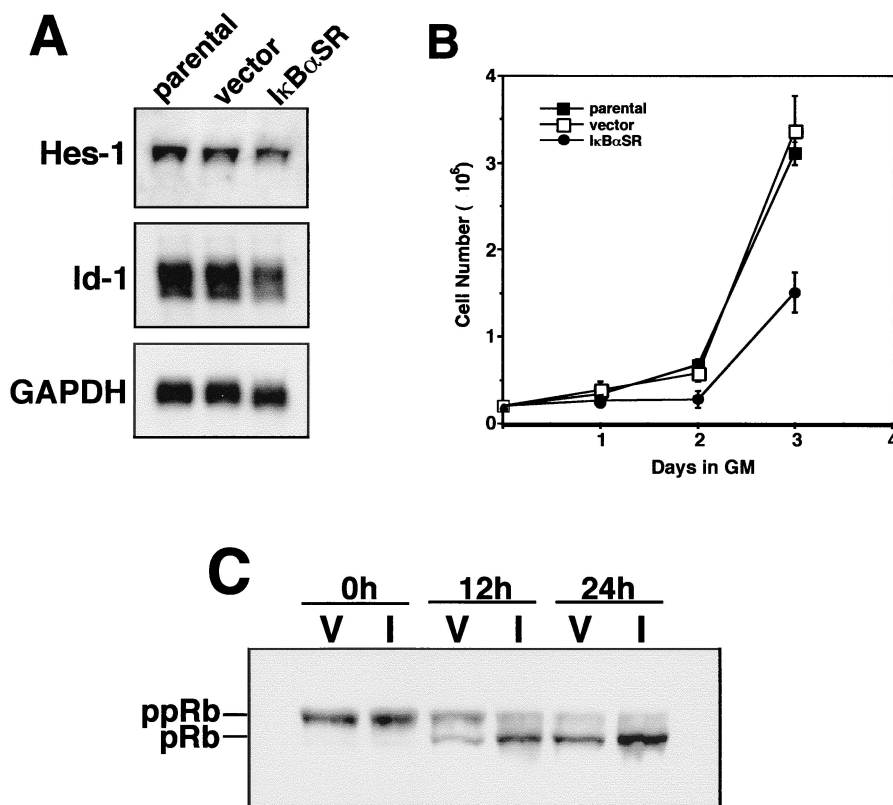 A
parental
vector
IκBαSR
Hes-1
Id-1
GAPDH
B
4
3
2
1
0
Cell Number ( 10⁶)
parental
vector
IκBαSR
1
2
3
4
Days in GM
C
0h 12h 24h
V I V I V I
ppRb
pRb